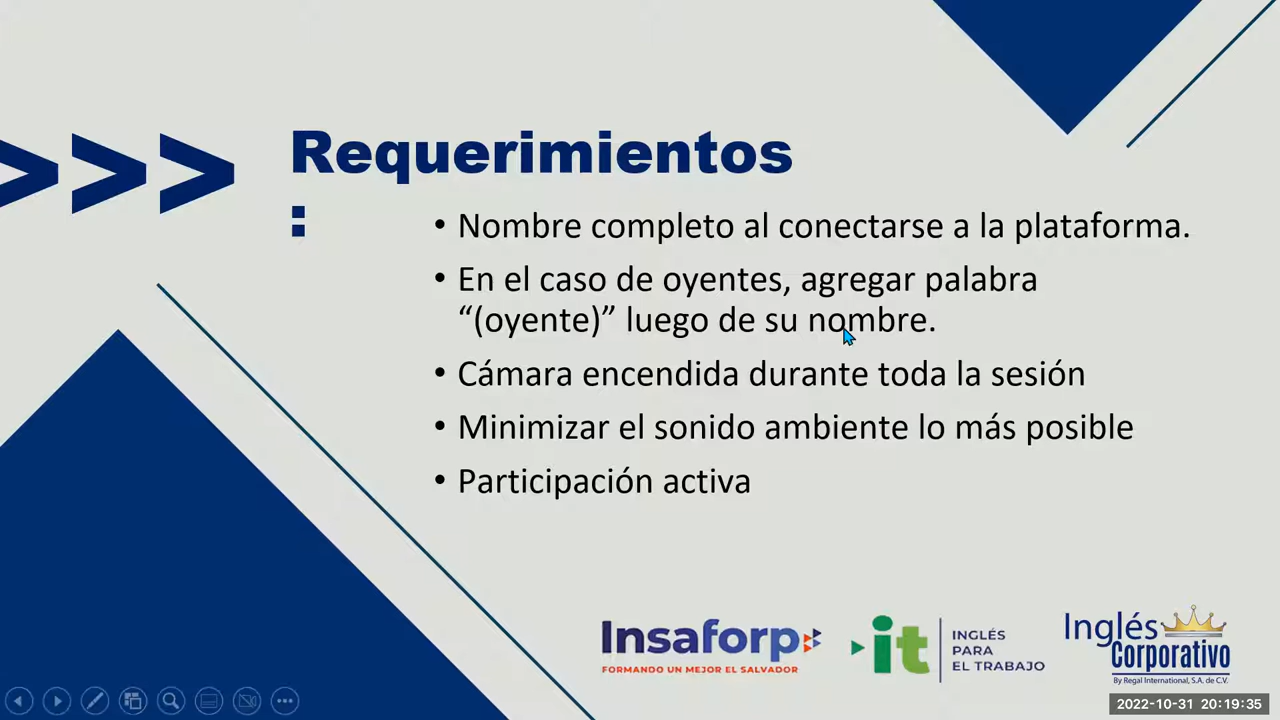 >>> Requerimientos
:
• Nombre completo al conectarse a la plataforma.
• En el caso de oyentes, agregar palabra
“(oyente)” luego de su nombre.
• Cámara encendida durante toda la sesión
• Minimizar el sonido ambiente lo más posible
• Participación activa
Insaforp
FORMANDO UN MEJOR EL SALVADOR
it
INGLÉS
PARA
EL TRABAJO
Inglés
Corporativo
By Regal International, S.A. de C.V.
2022-10-31 20:19:35